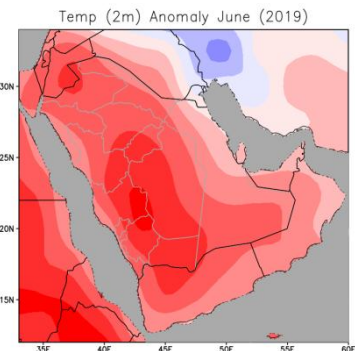 Temp (2m) Anomaly June (2019)
30N
25N
20N
15N
35E
40E
45E
50E
55E
60E